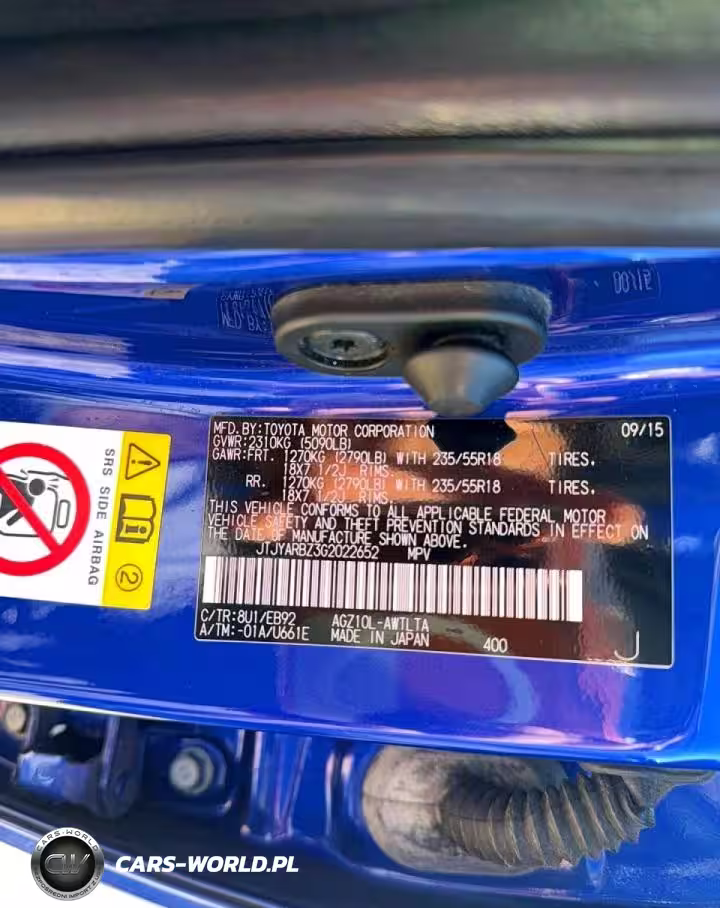 MFD.BY:TOYOTA MOTOR CORPORATION 09/15
GVWR:2310KG (5090LB)
GAWR:FRT. 1270KG (2790LB) WITH 235/55R18 TIRES,
18X7 1/2J RIMS,
RR. 1270KG (2790LB) WITH 235/55R18 TIRES,
18X7 1/2J RIMS,
THIS VEHICLE CONFORMS TO ALL APPLICABLE FEDERAL MOTOR
VEHICLE SAFETY AND THEFT PREVENTION STANDARDS IN EFFECT ON
THE DATE OF MANUFACTURE SHOWN ABOVE.
JTJYARBZ3G2022652 MPV
C/TR:8U1/EB92 AGZ10L-AWTLTA
A/TM:-01A/U661E MADE IN JAPAN 400
J
SRS SIDE AIRBAG
2
CARS-WORLD
CW
CARS-WORLD.PL